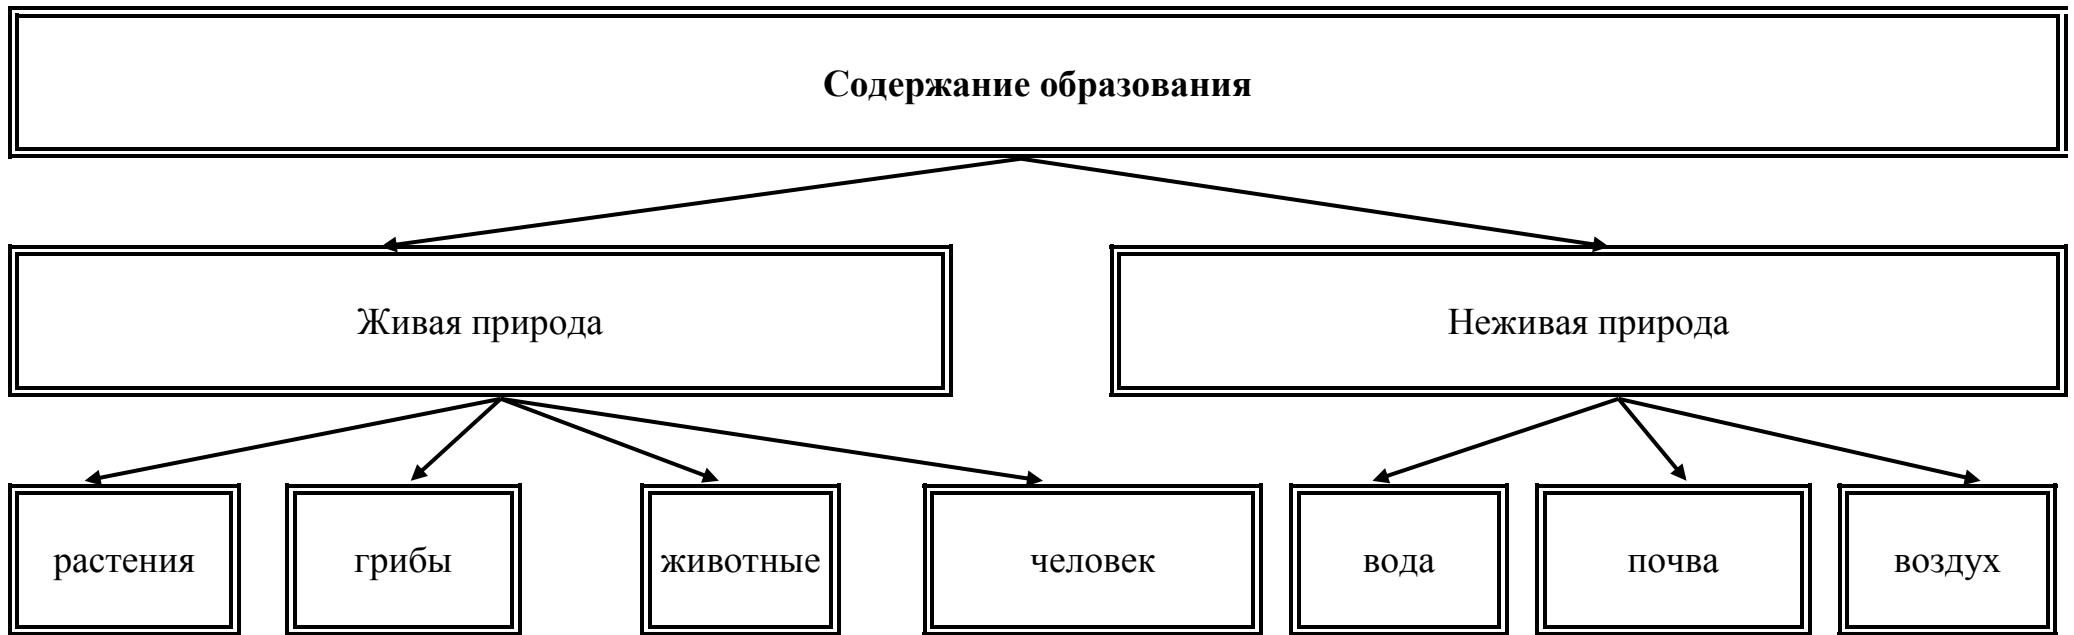 Содержание образования
Живая природа
Неживая природа
растения
грибы
животные
человек
вода
почва
воздух